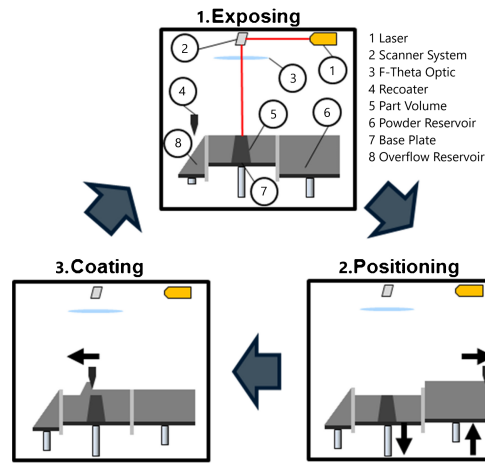 1.Exposing
2
3
1
4
5
6
8
7
1 Laser
2 Scanner System
3 F-Theta Optic
4 Recoater
5 Part Volume
6 Powder Reservoir
7 Base Plate
8 Overflow Reservoir
3.Coating
2.Positioning